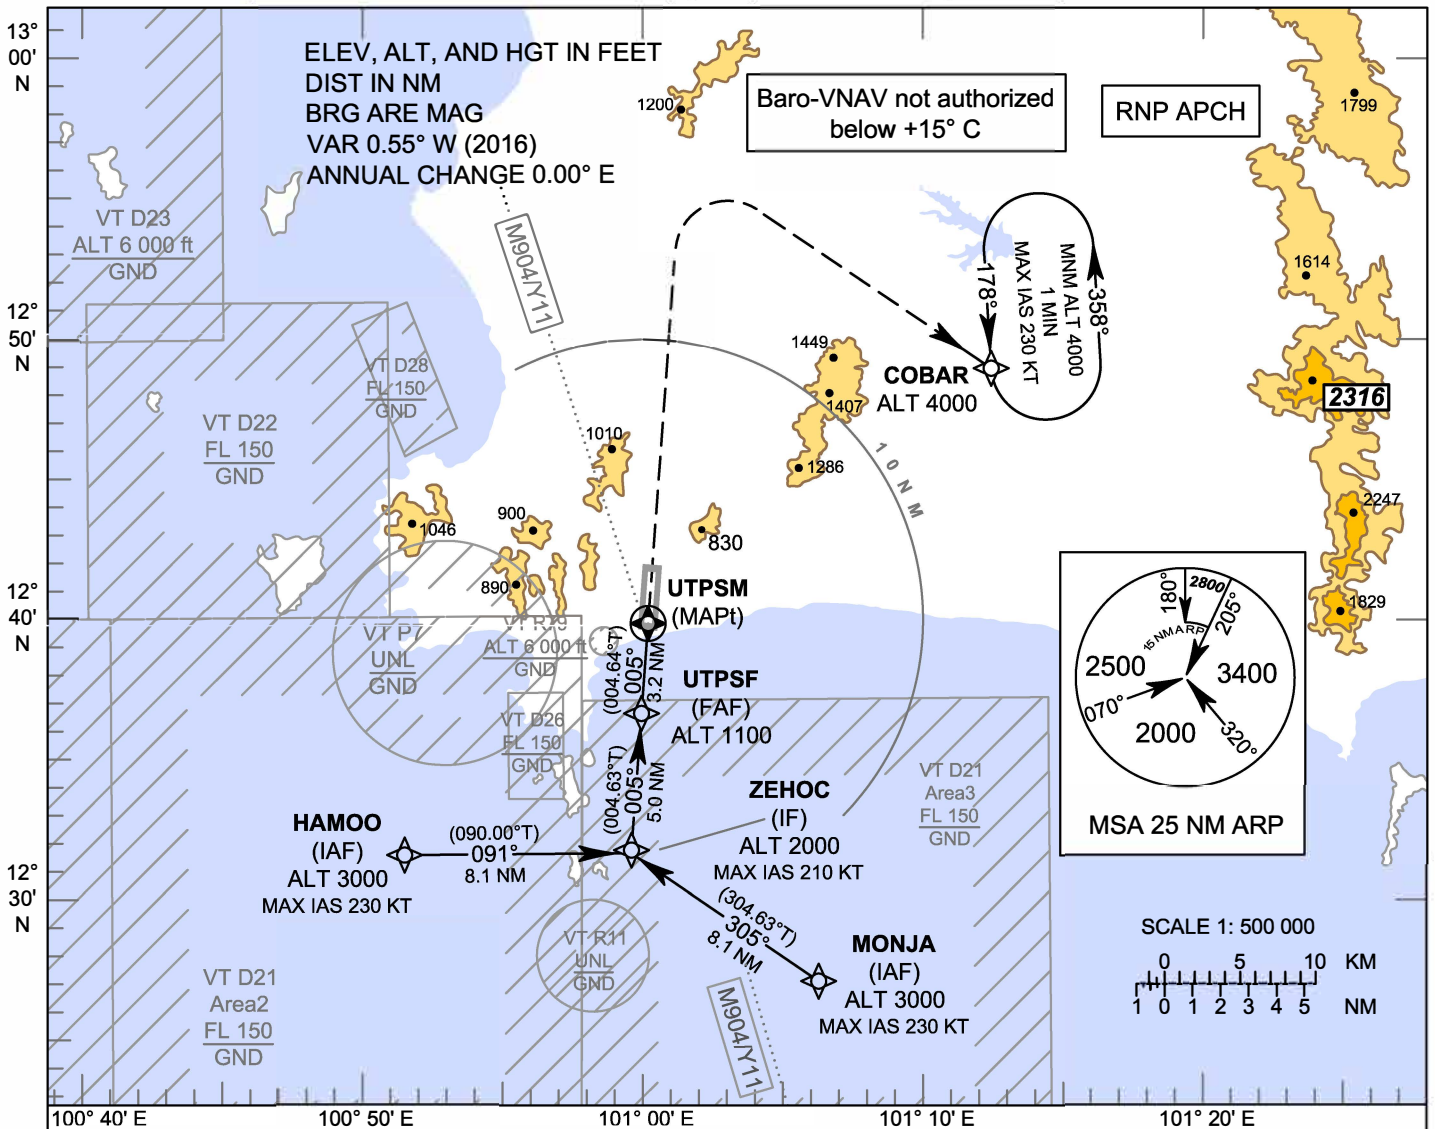 13°
00'
N
ELEV, ALT, AND HGT IN FEET
DIST IN NM
BRG ARE MAG
VAR 0.55° W (2016)
ANNUAL CHANGE 0.00° E
1200
Baro-VNAV not authorized
below +15° C
RNP APCH
1799
VT D23
ALT 6 000 ft
GND
M904/Y11
178°
MAX IAS 230 KT
1 MIN
MNM ALT 4000
358°
1614
12°
50'
N
VT D28
FL 150
GND
1449
1407
COBAR
ALT 4000
2316
VT D22
FL 150
GND
1010
1286
10 NM
2247
1046
900
830
890
12°
40'
N
UTPSM
(MAPt)
1829
VT P7
UNL
GND
VT R19
ALT 6 000 ft
GND
(004.64°T)
005°
3.2 NM
UTPSF
(FAF)
ALT 1100
180°
2800
205°
15 NM ARP
2500
3400
070°
2000
320°
MSA 25 NM ARP
VT D26
FL 150
GND
(004.63°T)
005°
5.0 NM
ZEHOC
(IF)
ALT 2000
MAX IAS 210 KT
VT D21
Area3
FL 150
GND
HAMOO
(IAF)
ALT 3000
MAX IAS 230 KT
(090.00°T)
091°
8.1 NM
12°
30'
N
(304.63°T)
305°
8.1 NM
MONJA
(IAF)
ALT 3000
MAX IAS 230 KT
VT R11
UNL
GND
VT D21
Area2
FL 150
GND
M904/Y11
SCALE 1: 500 000
0 5 10 KM
1 0 1 2 3 4 5 NM
100° 40' E
100° 50' E
101° 00' E
101° 10' E
101° 20' E